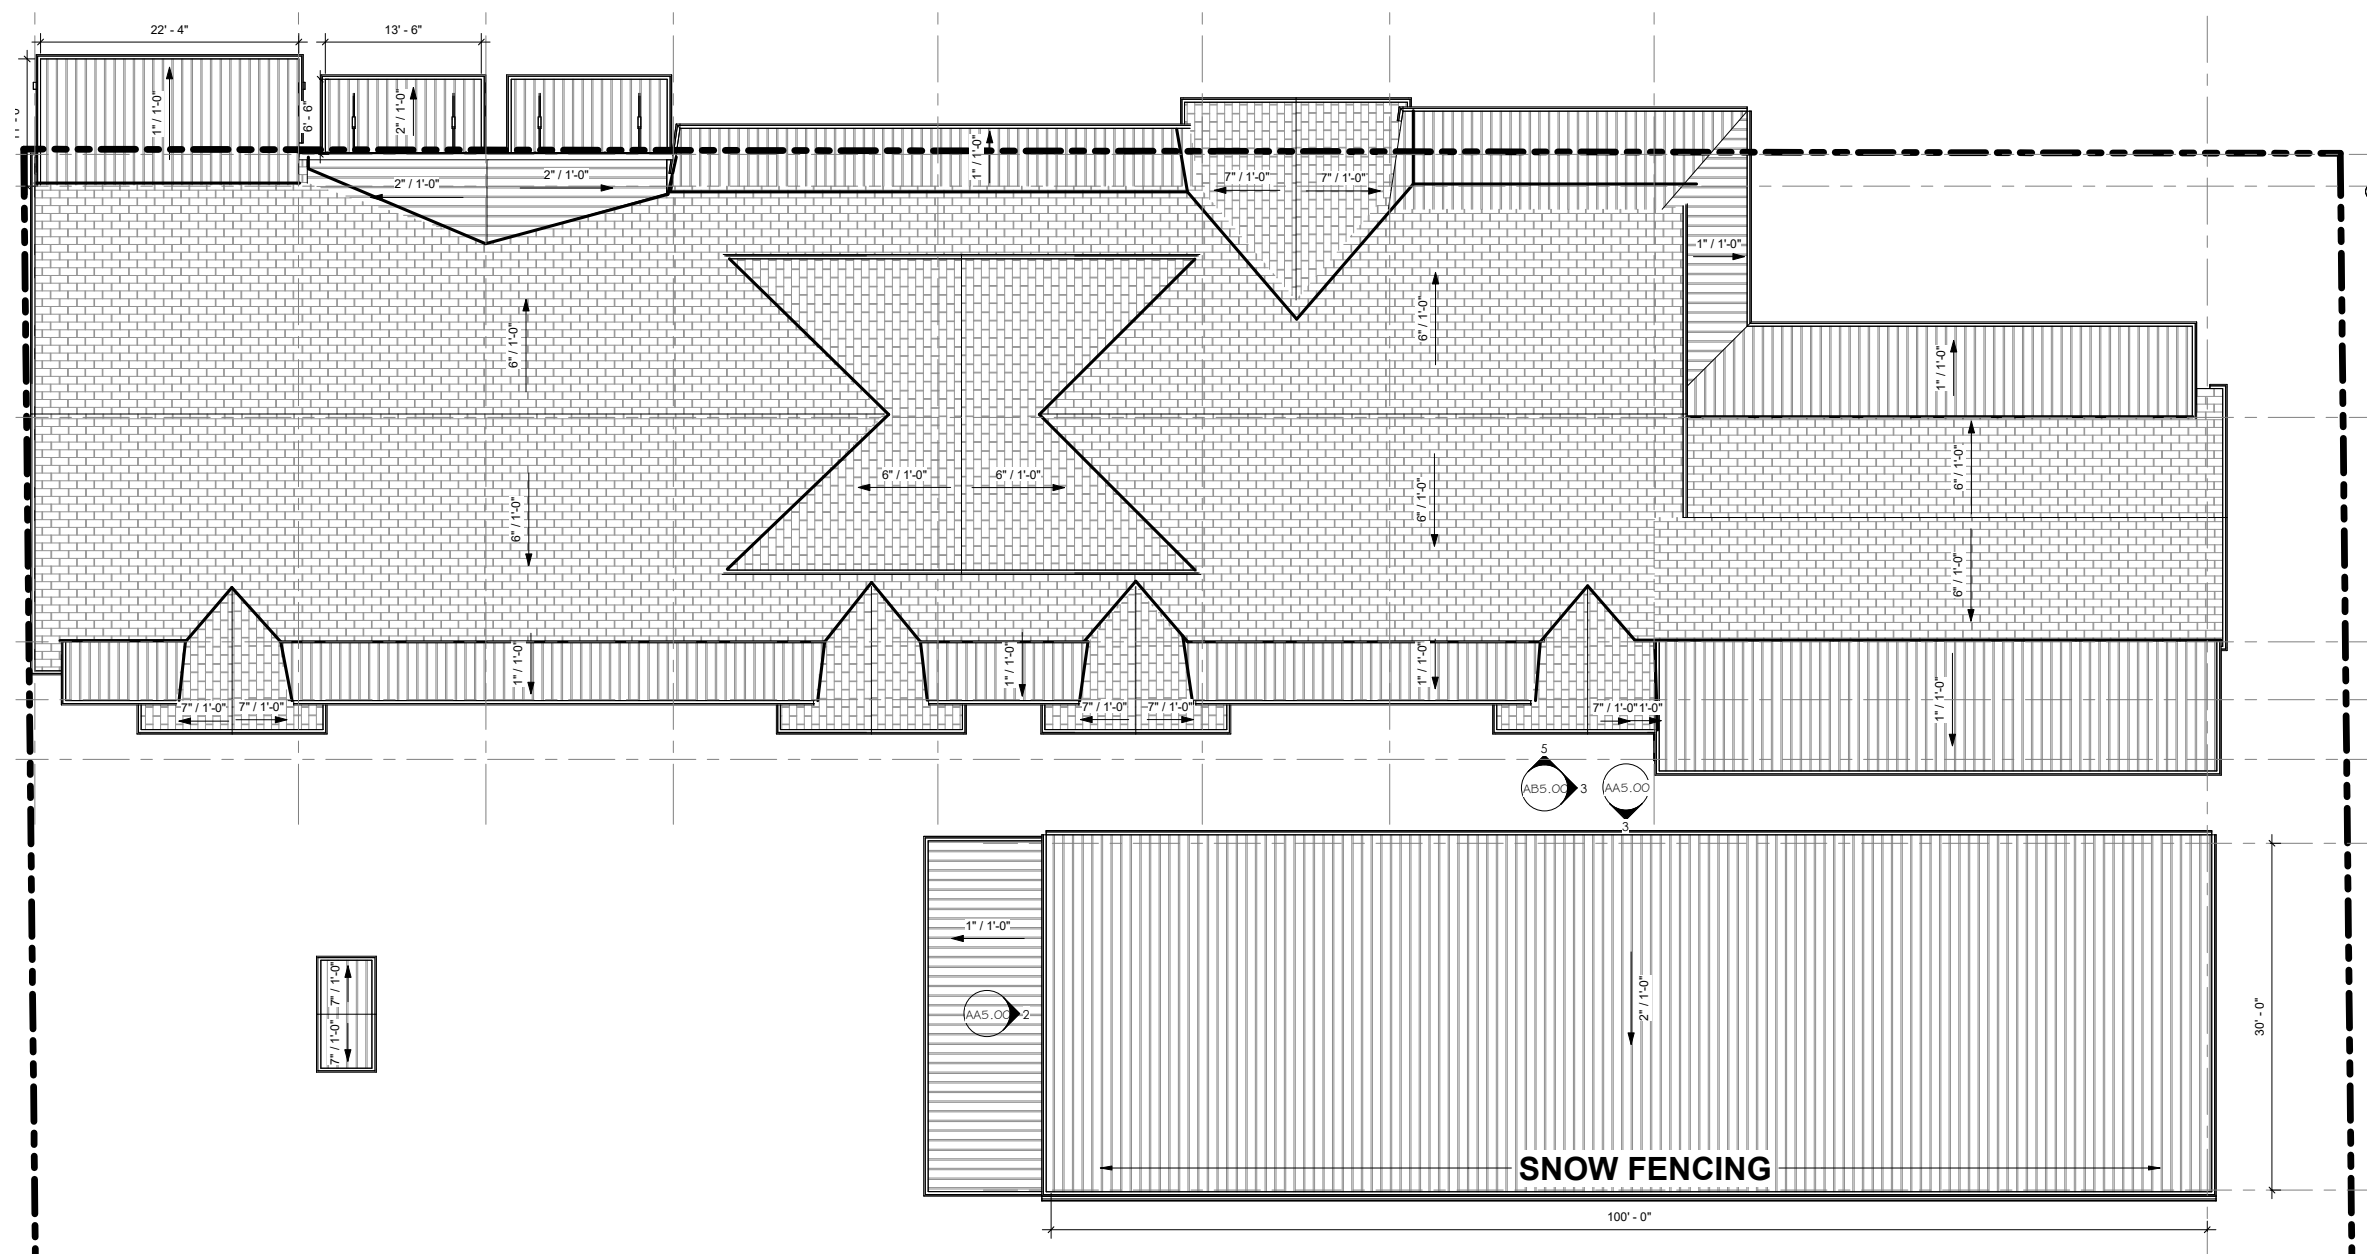 22' - 4"
13' - 6"
1" / 1'-0"
6' - 6"
2" / 1'-0"
1" / 1'-0"
2" / 1'-0"
2" / 1'-0"
7" / 1'-0"
7" / 1'-0"
1" / 1'-0"
6" / 1'-0"
6" / 1'-0"
1" / 1'-0"
6" / 1'-0"
6" / 1'-0"
6" / 1'-0"
6" / 1'-0"
6" / 1'-0"
6" / 1'-0"
1" / 1'-0"
1" / 1'-0"
1" / 1'-0"
1" / 1'-0"
7" / 1'-0"
7" / 1'-0"
7" / 1'-0"
7" / 1'-0"
7" / 1'-0"
1'-0"
5
AB5.00
3
AA5.00
3
1" / 1'-0"
AA5.00
2
7" / 1'-0"
7" / 1'-0"
2" / 1'-0"
30' - 0"
SNOW FENCING
100' - 0"